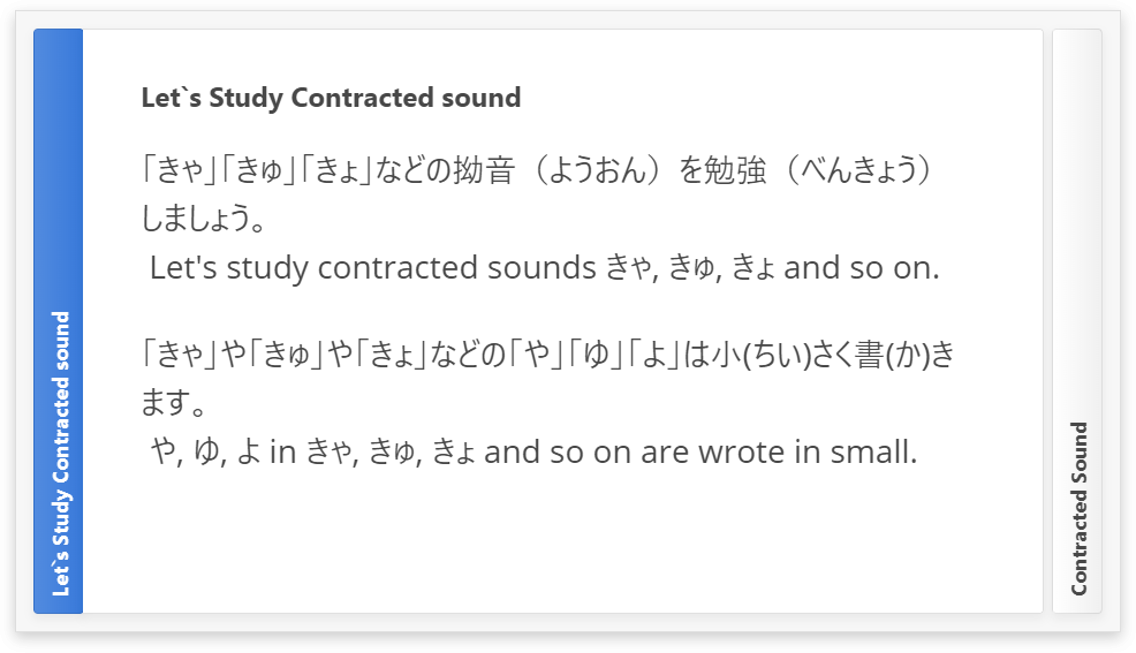 Let`s Study Contracted sound
Let`s Study Contracted sound
「きゃ」「きゅ」「きょ」などの拗音（ようおん）を勉強（べんきょう）
しましょう。
Let's study contracted sounds きゃ, きゅ, きょ and so on.
「きゃ」や「きゅ」や「きょ」などの「や」「ゆ」「よ」は小(ちい)さく書(か)き
ます。
や, ゆ, よ in きゃ, きゅ, きょ and so on are wrote in small.
Contracted Sound